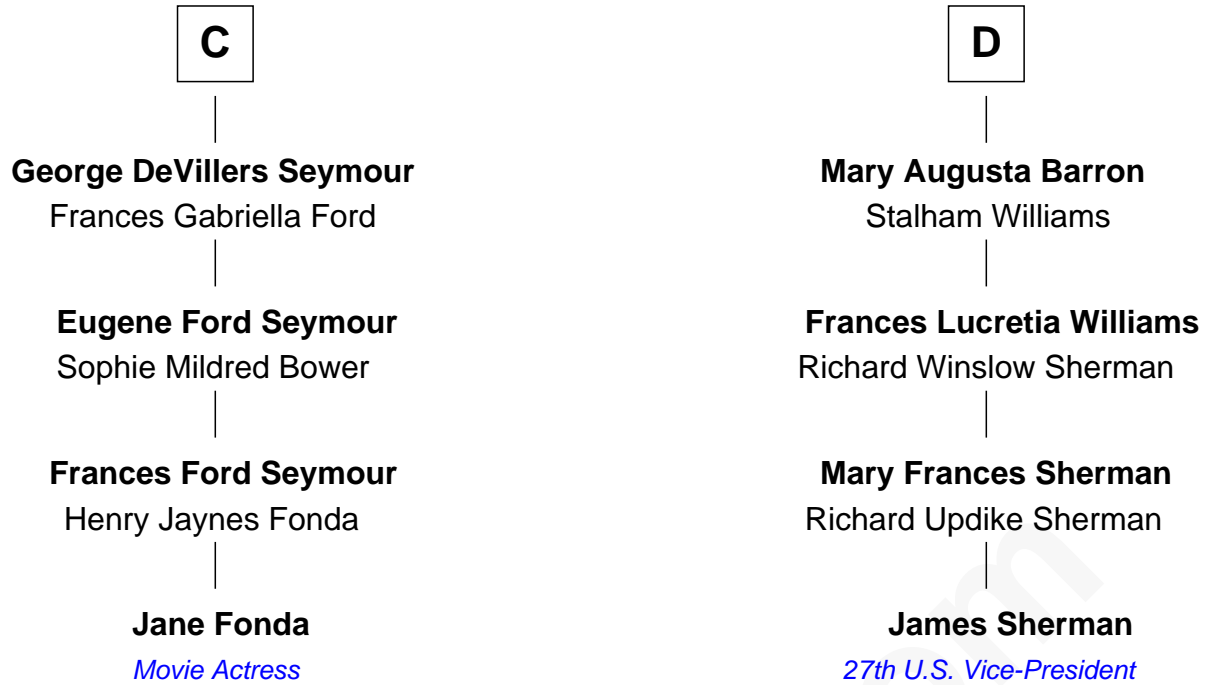 C
George DeVillers Seymour
Frances Gabriella Ford
Eugene Ford Seymour
Sophie Mildred Bower
Frances Ford Seymour
Henry Jaynes Fonda
Jane Fonda
Movie Actress
D
Mary Augusta Barron
Stalham Williams
Frances Lucretia Williams
Richard Winslow Sherman
Mary Frances Sherman
Richard Updike Sherman
James Sherman
27th U.S. Vice-President